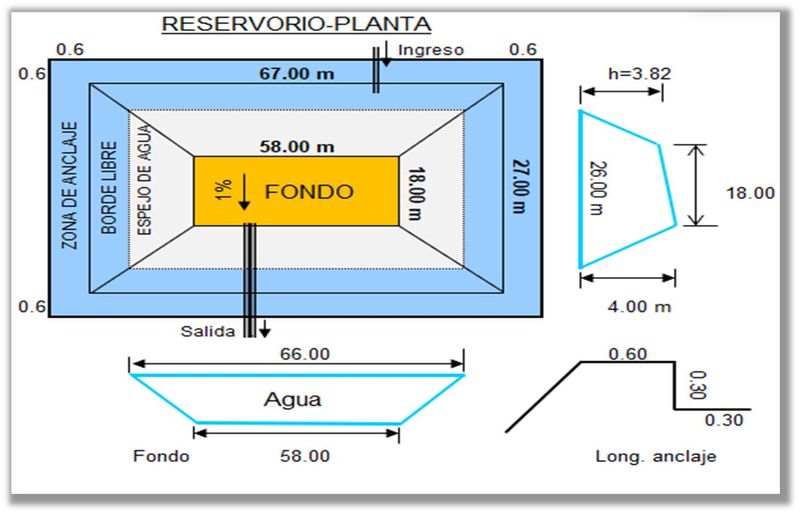 RESERVORIO-PLANTA
0.6
Ingreso
0.6
0.6
67.00 m
h=3.82
58.00 m
ZONA DE ANCLAJE
BORDE LIBRE
ESPEJO DE AGUA
1%
FONDO
18.00 m
27.00 m
26.00 m
18.00
0.6
Salida
4.00 m
66.00
0.60
Agua
0.30
0.30
Fondo
58.00
Long. anclaje